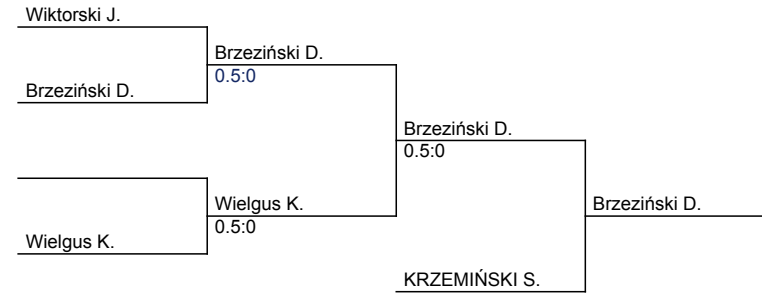 Wiktorski J.
Brzeziński D.
0.5:0
Brzeziński D.
Brzeziński D.
0.5:0
Wielgus K.
0.5:0
Brzeziński D.
Wielgus K.
KRZEMIŃSKI S.